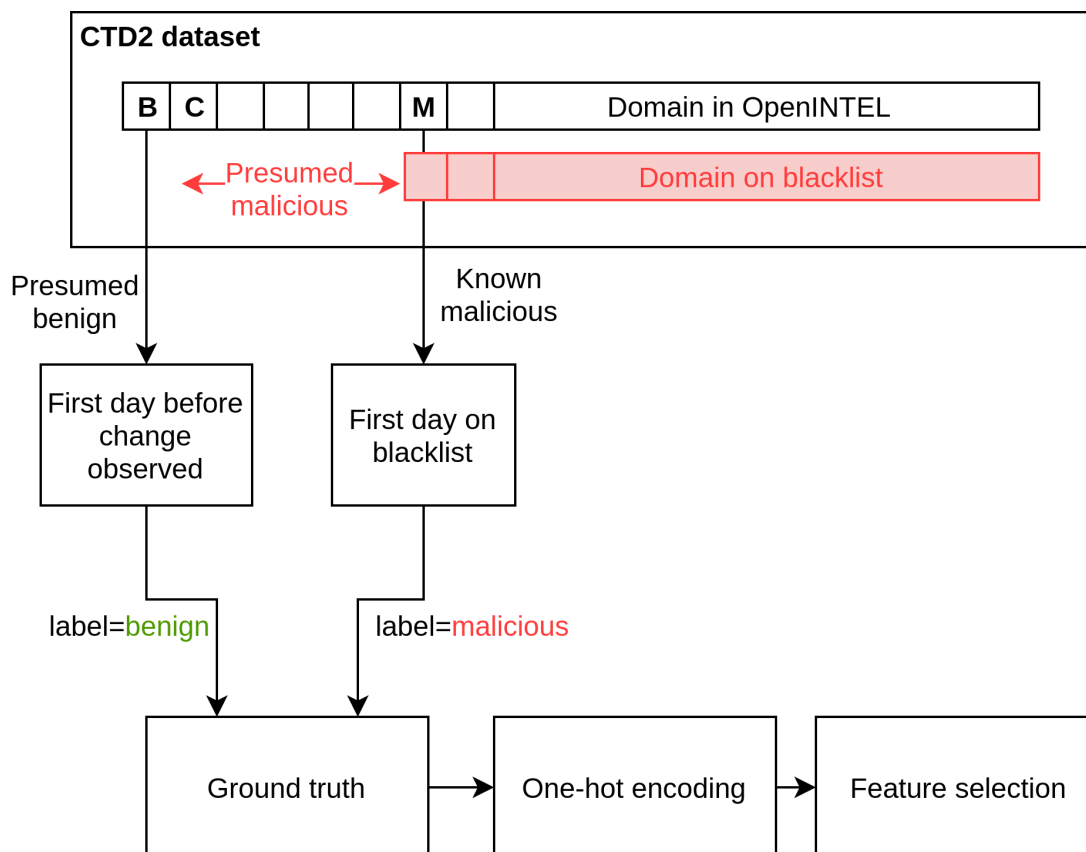 CTD2 dataset
B C M Domain in OpenINTEL
Presumed
malicious
Domain on blacklist
Presumed
benign
Known
malicious
First day before
change
observed
First day on
blacklist
label=benign
label=malicious
Ground truth
One-hot encoding
Feature selection